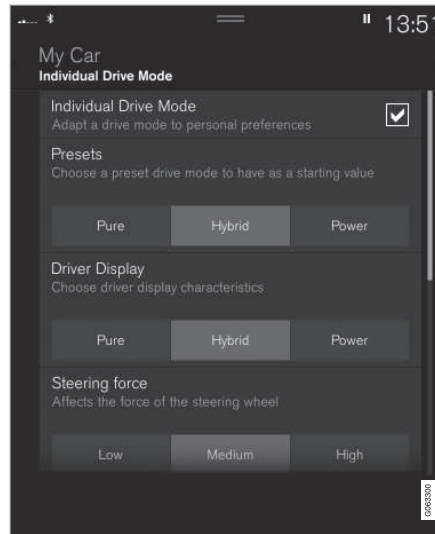 13:51
My Car
Individual Drive Mode
Individual Drive Mode
Adapt a drive mode to personal preferences
Presets
Choose a preset drive mode to have as a starting value
Pure Hybrid Power
Driver Display
Choose driver display characteristics
Pure Hybrid Power
Steering force
Affects the force of the steering wheel
Low Medium High
G063300